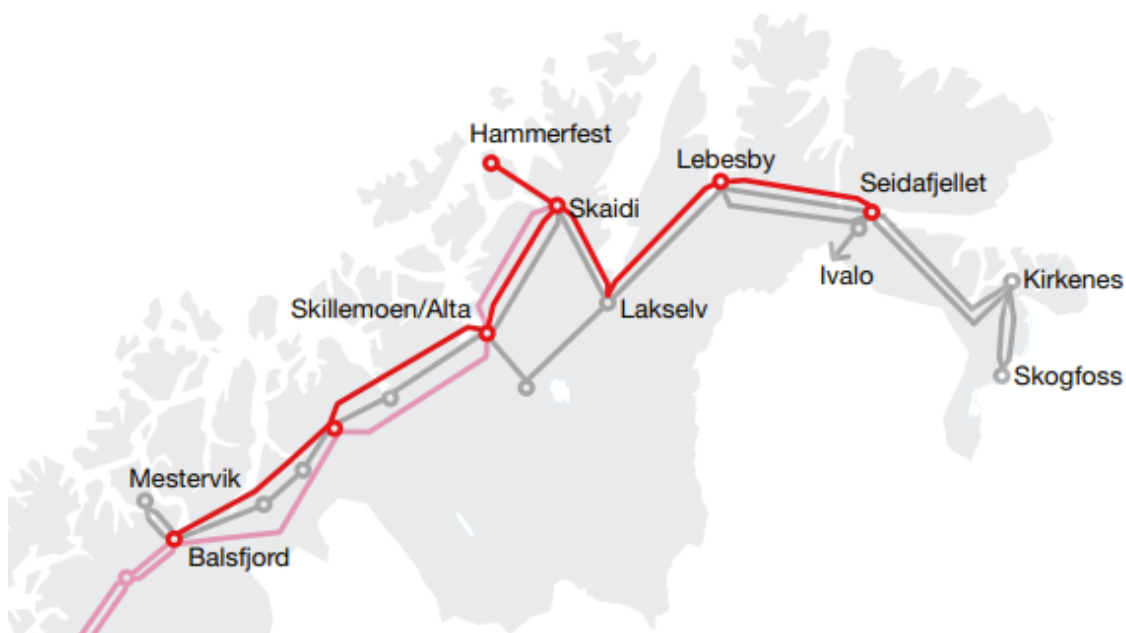 Hammerfest
Lebesby
Seidafjellet
Skaidi
Ivalo
Kirkenes
Skillemoen/Alta
Lakselv
Skogfoss
Mestervik
Balsfjord